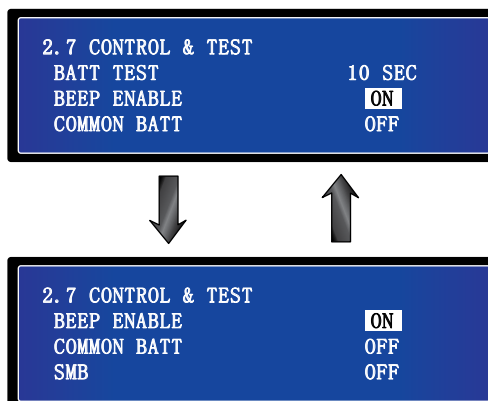 2.7 CONTROL & TEST
BATT TEST 10 SEC
BEEP ENABLE ON
COMMON BATT OFF
2.7 CONTROL & TEST
BEEP ENABLE ON
COMMON BATT OFF
SMB OFF